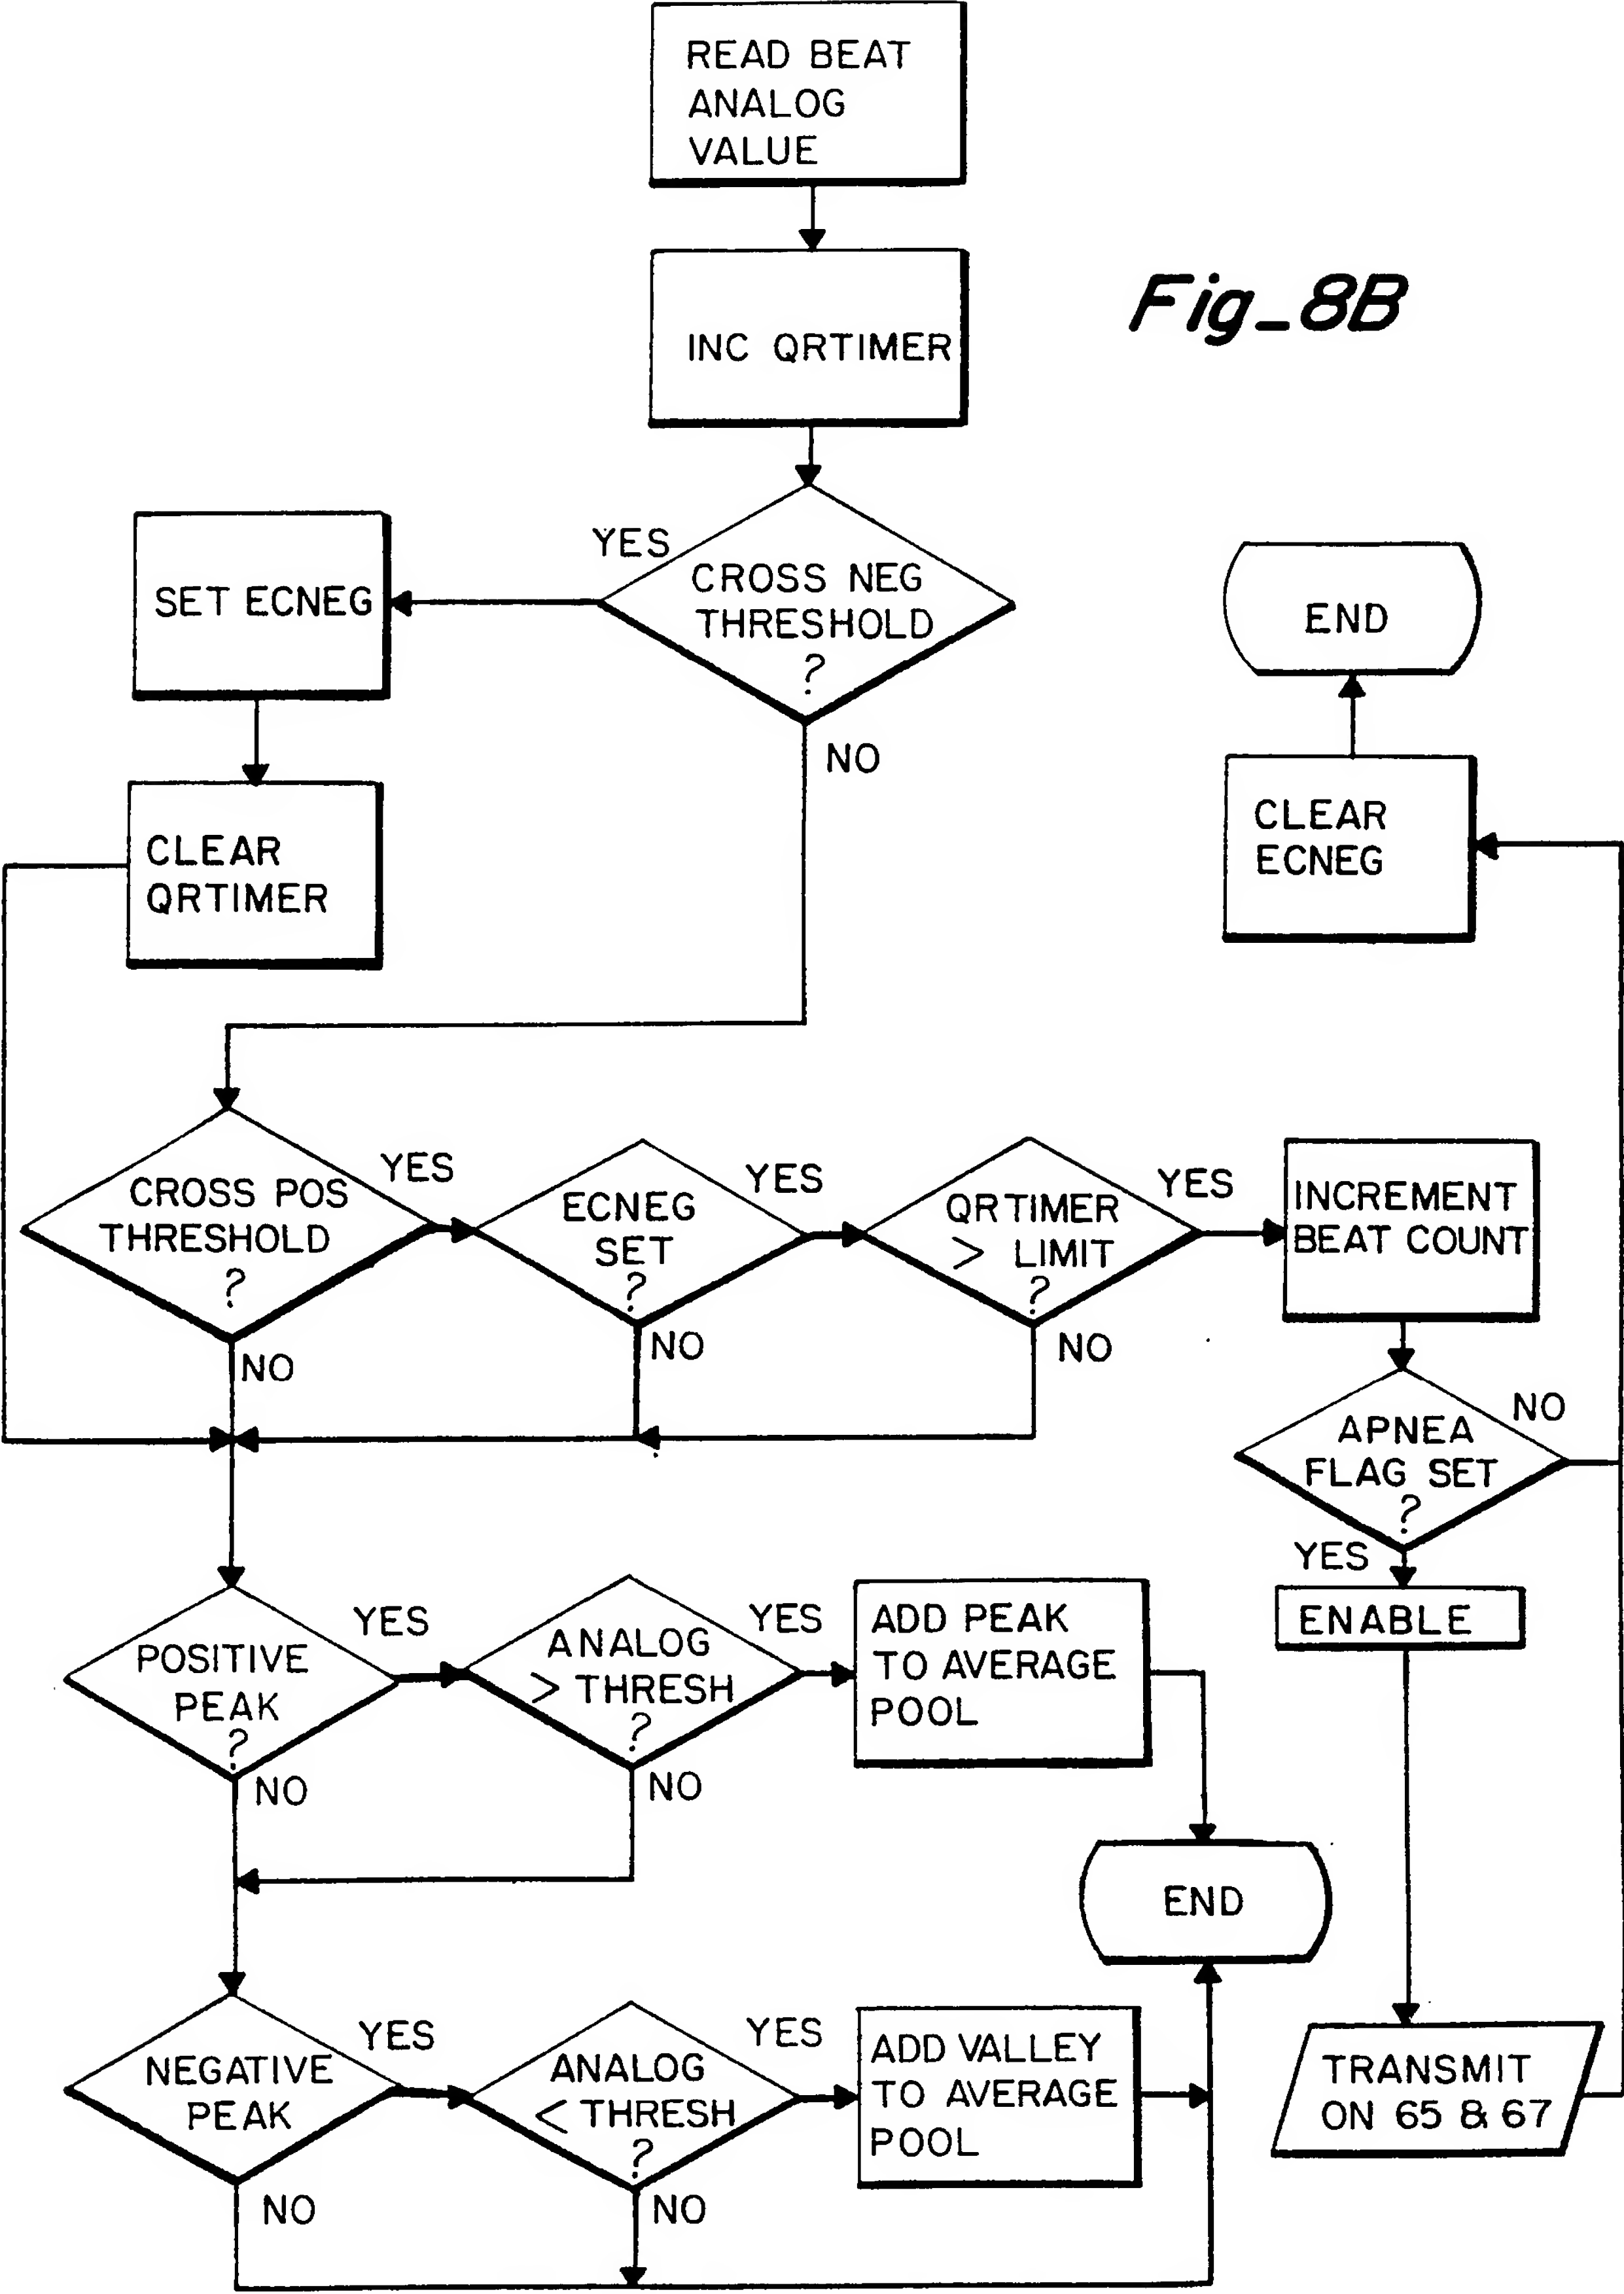 READ BEAT
ANALOG
VALUE
INC QRTIMER
Fig_8B
YES
CROSS NEG
THRESHOLD
?
SET ECNEG
END
NO
CLEAR
QRTIMER
CLEAR
ECNEG
CROSS POS
THRESHOLD
?
YES
ECNEG
SET
?
YES
QRTIMER
> LIMIT
?
YES
INCREMENT
BEAT COUNT
NO
NO
NO
APNEA
FLAG SET
?
NO
YES
ENABLE
POSITIVE
PEAK
?
YES
ANALOG
> THRESH
?
YES
ADD PEAK
TO AVERAGE
POOL
NO
NO
END
NEGATIVE
PEAK
YES
ANALOG
< THRESH
?
YES
ADD VALLEY
TO AVERAGE
POOL
TRANSMIT
ON 65 & 67
NO
NO